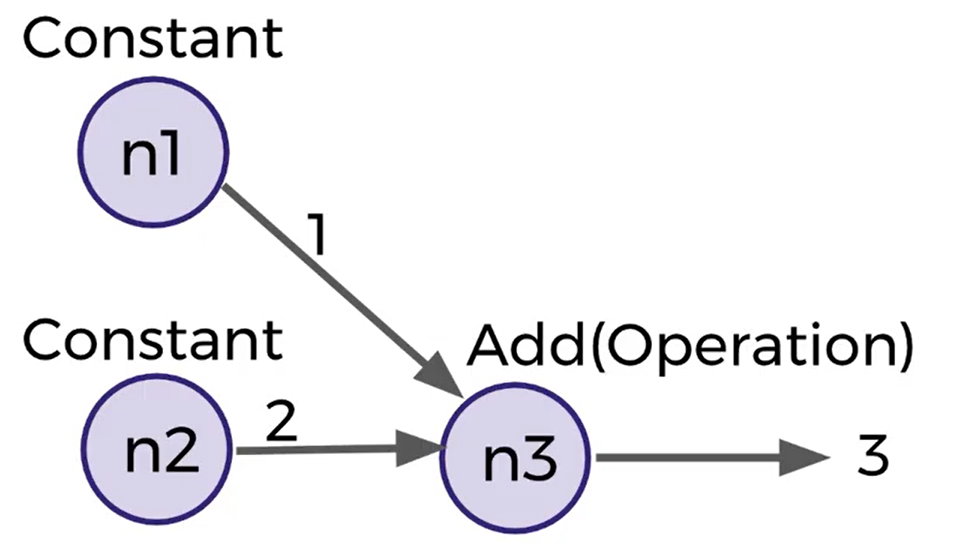 Constant
n1
1
Constant
Add(Operation)
n2
2
n3
3